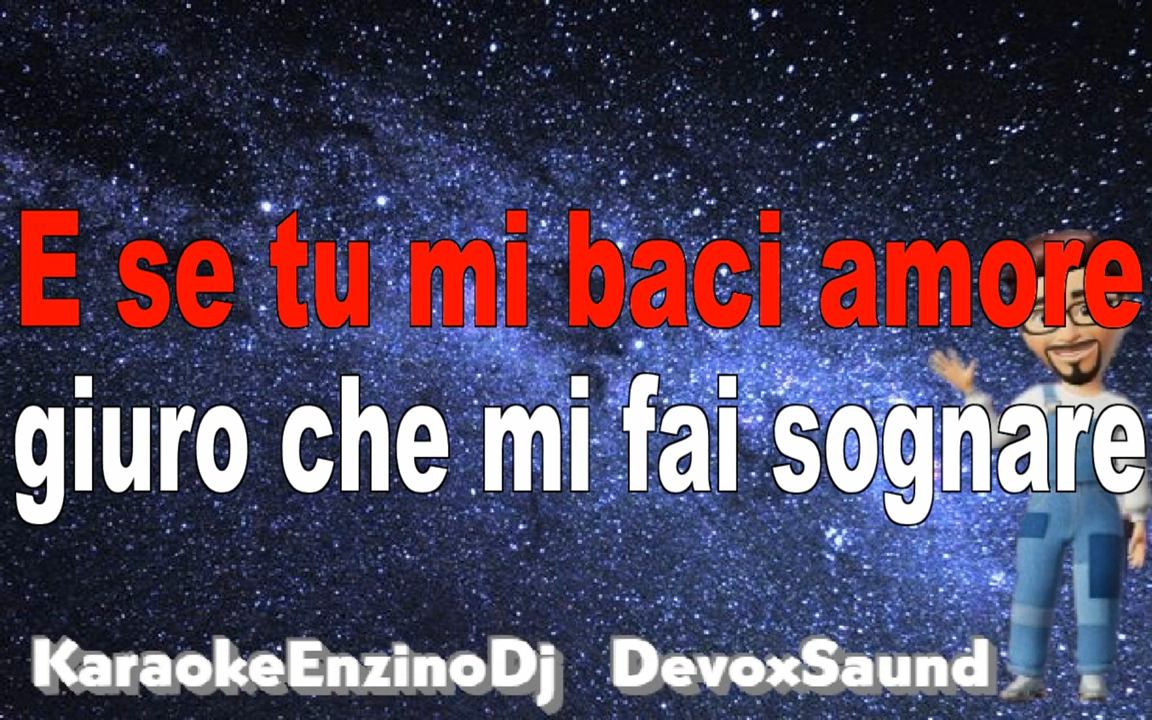 E se tu mi baci amore
giuro che mi fai sognare
KaraokeEnzinoDj DevoxSaund